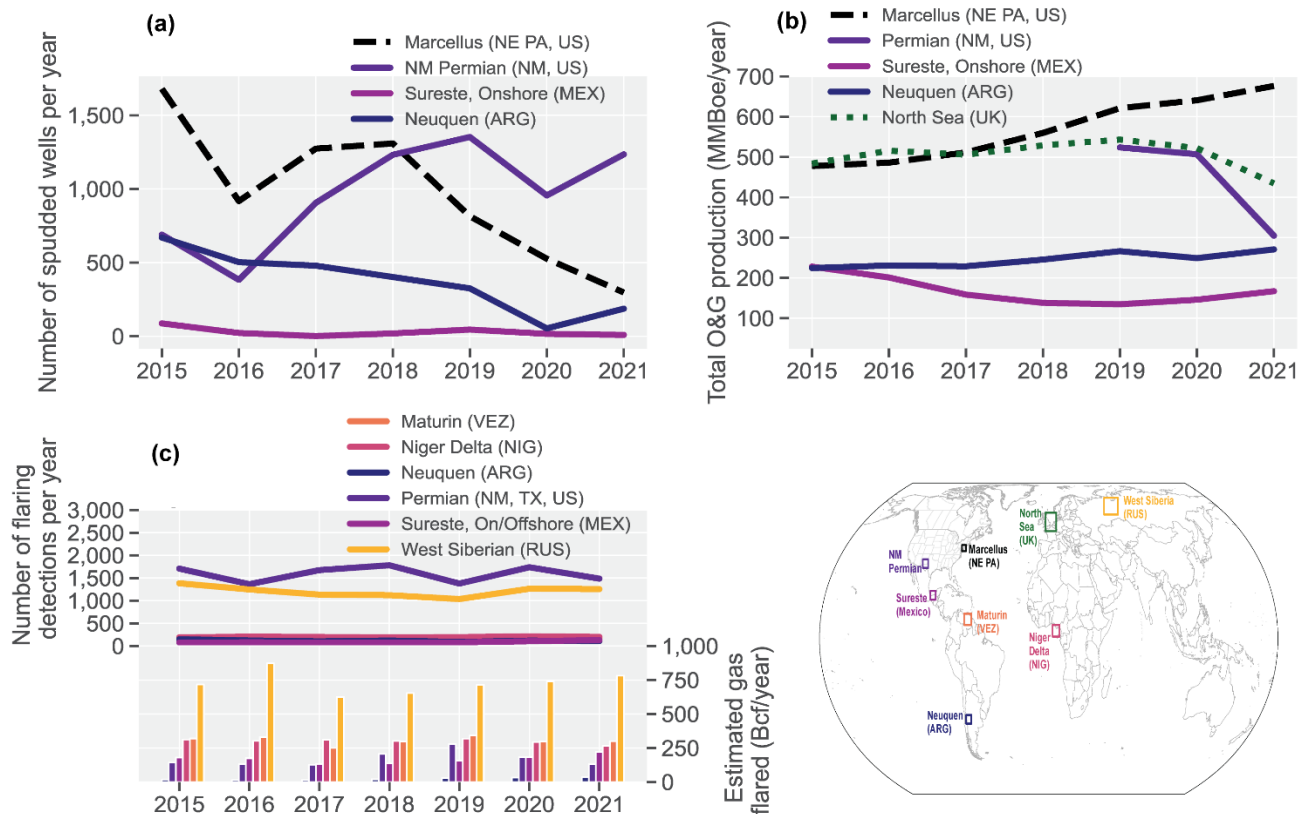 (a)
Marcellus (NE PA, US)
NM Permian (NM, US)
Sureste, Onshore (MEX)
Neuquen (ARG)
Number of spudded wells per year
1,500
1,000
500
0
2015 2016 2017 2018 2019 2020 2021
(b)
Marcellus (NE PA, US)
Permian (NM, US)
Sureste, Onshore (MEX)
Neuquen (ARG)
North Sea (UK)
Total O&G production (MMBoe/year)
700
600
500
400
300
200
100
2015 2016 2017 2018 2019 2020 2021
(c)
Maturin (VEZ)
Niger Delta (NIG)
Neuquen (ARG)
Permian (NM, TX, US)
Sureste, On/Offshore (MEX)
West Siberian (RUS)
Number of flaring
detections per year
3,000
2,500
2,000
1,500
1,000
500
0
1,000
750
500
250
0
Estimated gas
flared (Bcf/year)
2015 2016 2017 2018 2019 2020 2021
North
Sea
(UK)
West Siberia
(RUS)
Marcellus
(NE PA)
NM
Permian
Sureste
(Mexico)
Maturin
(VEZ)
Niger
Delta
(NIG)
Neuquen
(ARG)